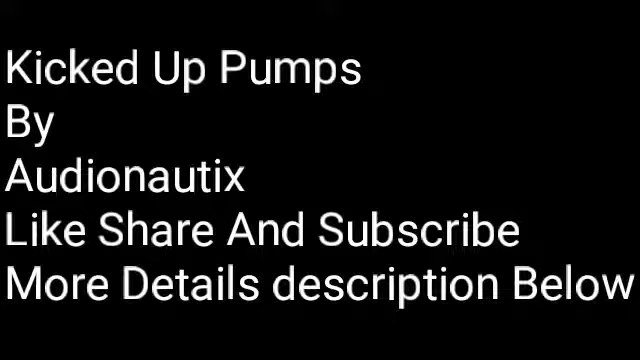 Kicked Up Pumps
By
Audionautix
Like Share And Subscribe
More Details description Below